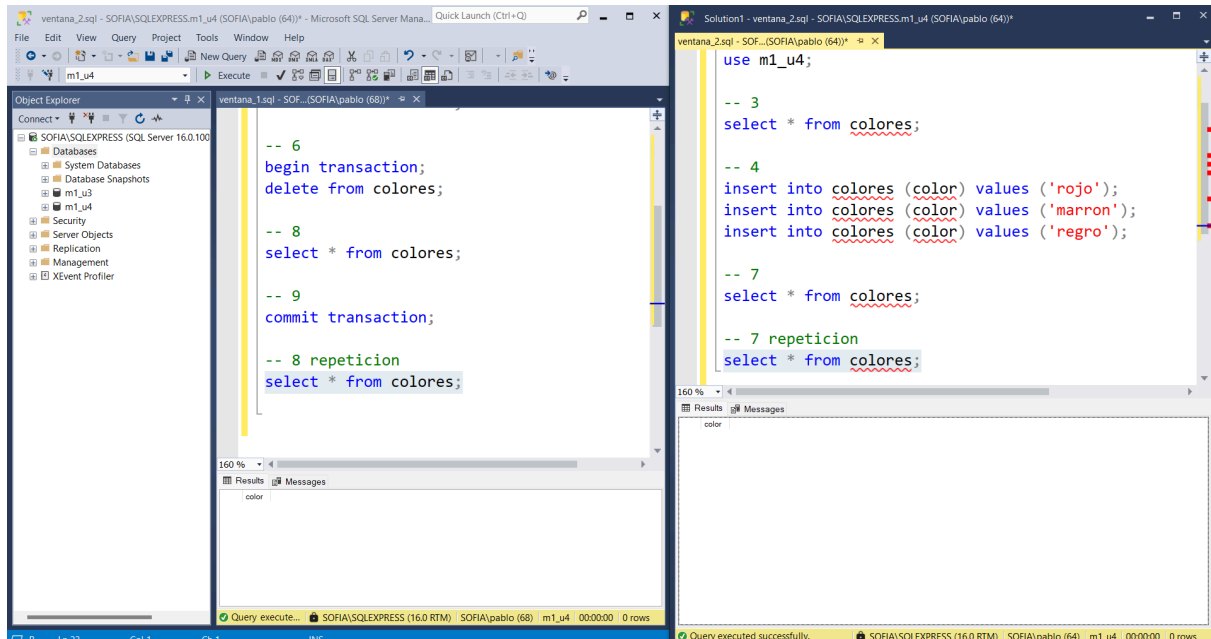 ventana_2.sql - SOFIA\SQLEXPRESS.m1_u4 (SOFIA\pablo (64))* - Microsoft SQL Server Mana...
Quick Launch (Ctrl+Q)
File Edit View Query Project Tools Window Help
New Query
m1_u4
Execute
Object Explorer
Connect
SOFIA\SQLEXPRESS (SQL Server 16.0.100
Databases
System Databases
Database Snapshots
m1_u3
m1_u4
Security
Server Objects
Replication
Management
XEvent Profiler
ventana_1.sql - SOF...(SOFIA\pablo (68))*
-- 6
begin transaction;
delete from colores;
-- 8
select * from colores;
-- 9
commit transaction;
-- 8 repeticion
select * from colores;
160 %
Results Messages
color
Query execute... SOFIA\SQLEXPRESS (16.0 RTM) SOFIA\pablo (68) m1_u4 00:00:00 0 rows
Solution1 - ventana_2.sql - SOFIA\SQLEXPRESS.m1_u4 (SOFIA\pablo (64))*
ventana_2.sql - SOF...(SOFIA\pablo (64))*
use m1_u4;
-- 3
select * from colores;
-- 4
insert into colores (color) values ('rojo');
insert into colores (color) values ('marron');
insert into colores (color) values ('regro');
-- 7
select * from colores;
-- 7 repeticion
select * from colores;
160 %
Results Messages
color
Query executed successfully. SOFIA\SQLEXPRESS (16.0 RTM) SOFIA\pablo (64) m1_u4 00:00:00 0 rows